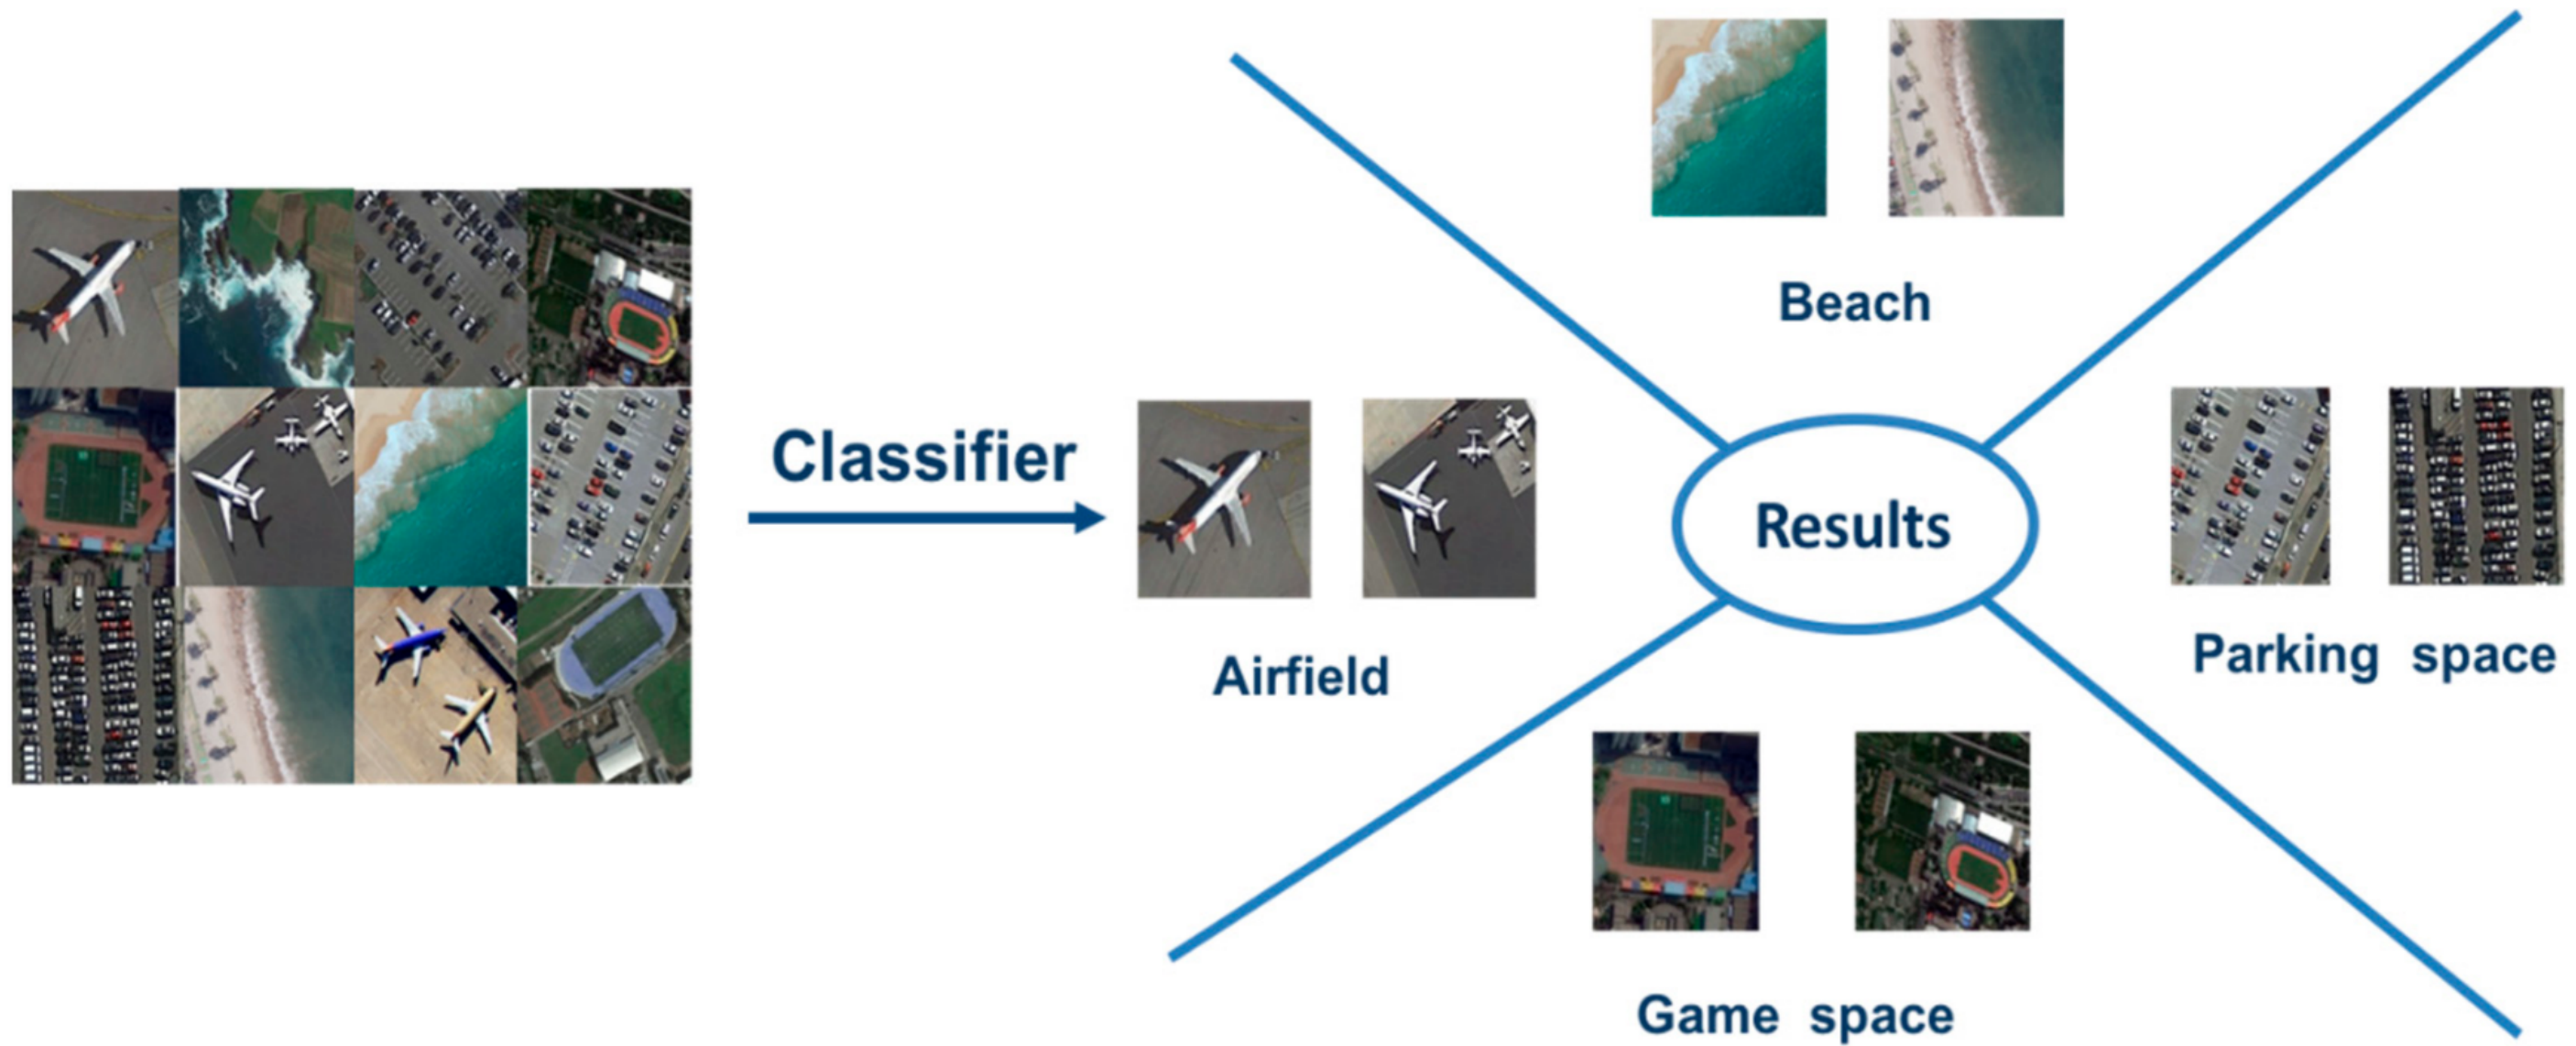 Beach
Classifier
Results
Airfield
Parking space
Game space